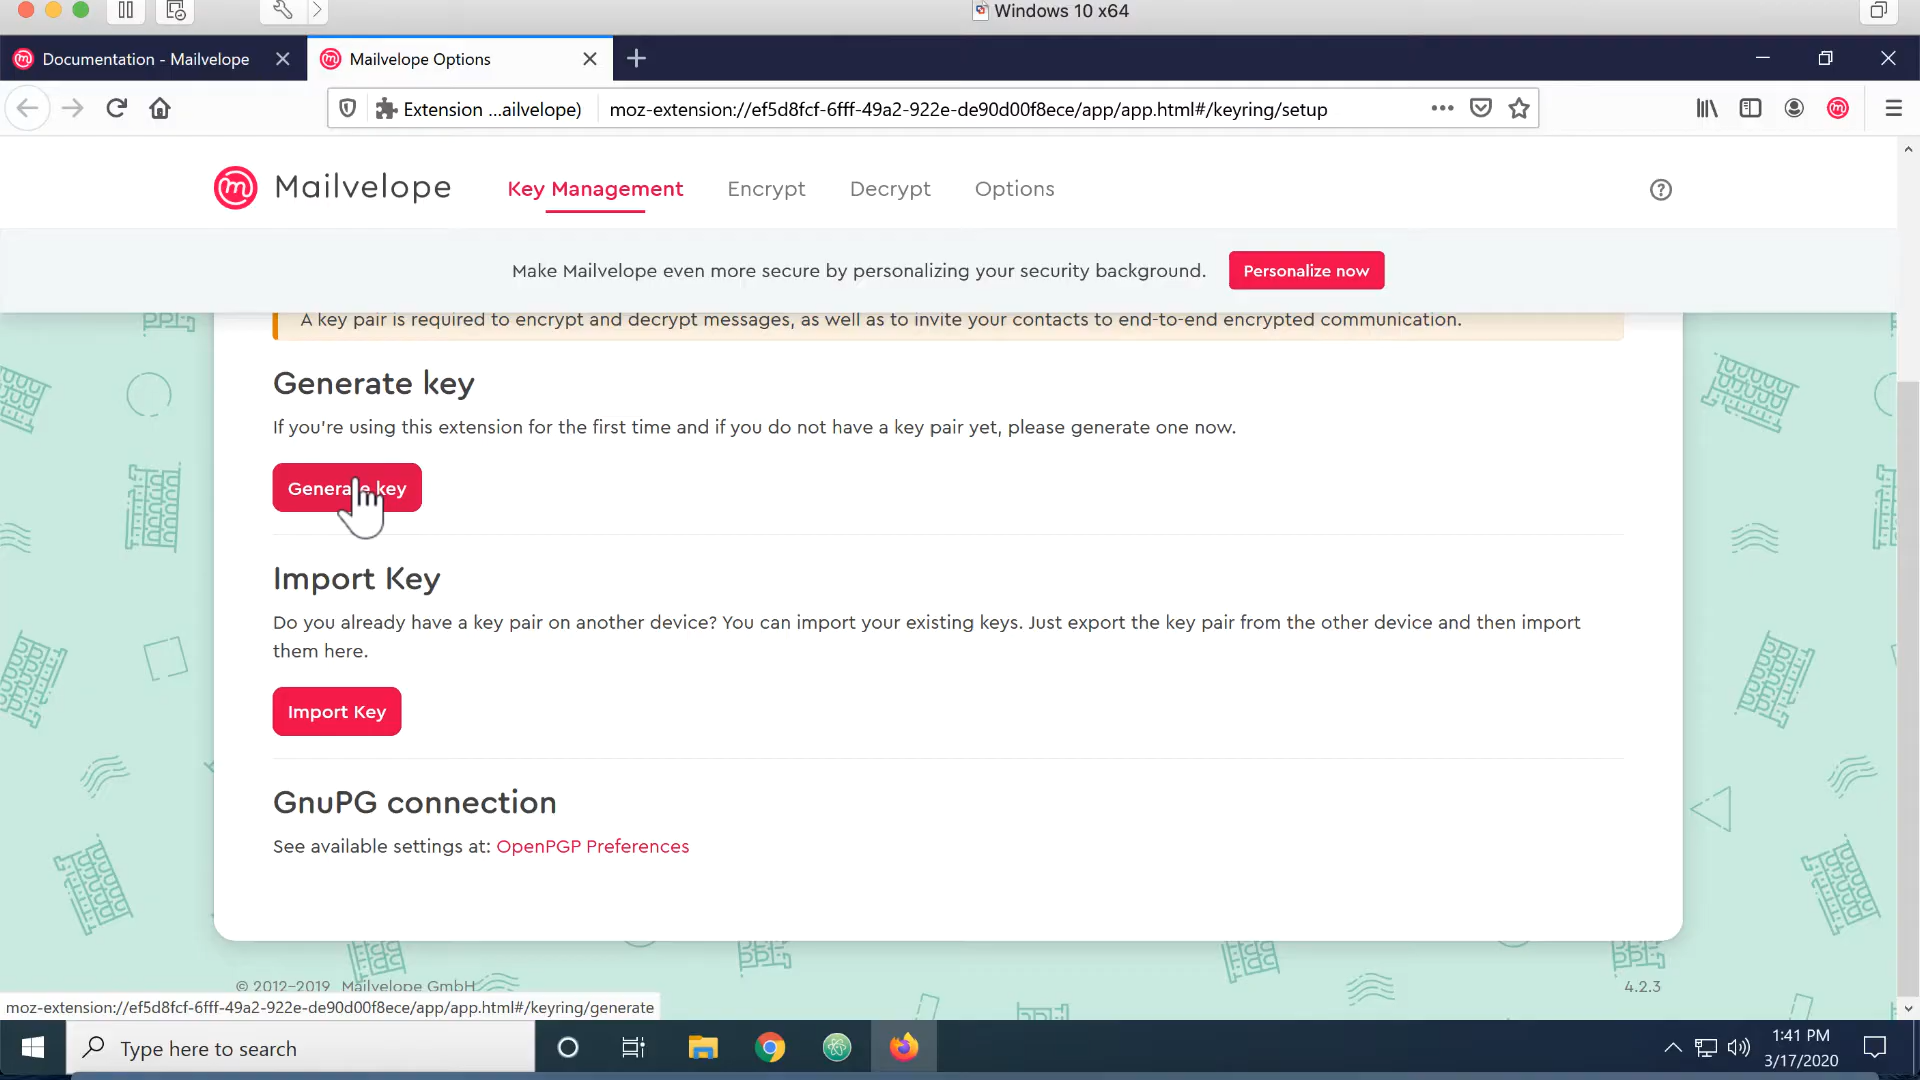 Windows 10 x64
Documentation - Mailvelope
Mailvelope Options
Extension ...ailvelope)
moz-extension://ef5d8fcf-6fff-49a2-922e-de90d00f8ece/app/app.html#/keyring/setup
Mailvelope
Key Management
Encrypt
Decrypt
Options
Make Mailvelope even more secure by personalizing your security background.
Personalize now
A key pair is required to encrypt and decrypt messages, as well as to invite your contacts to end-to-end encrypted communication.
Generate key
If you're using this extension for the first time and if you do not have a key pair yet, please generate one now.
Generate key
Import Key
Do you already have a key pair on another device? You can import your existing keys. Just export the key pair from the other device and then import
them here.
Import Key
GnuPG connection
See available settings at: OpenPGP Preferences
© 2012-2019 Mailvelope GmbH
4.2.3
moz-extension://ef5d8fcf-6fff-49a2-922e-de90d00f8ece/app/app.html#/keyring/generate
Type here to search
1:41 PM
3/17/2020